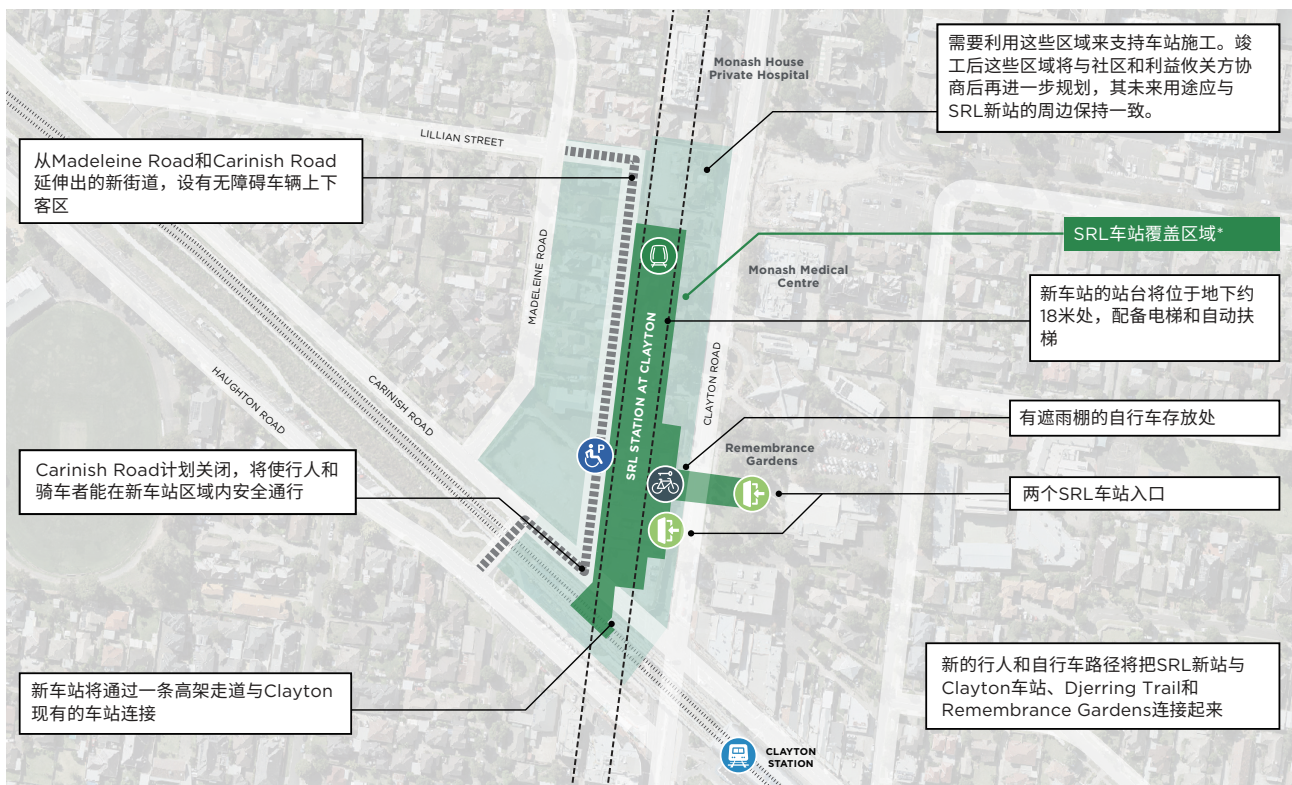 需要利用这些区域来支持车站施工。竣
工后这些区域将与社区和利益攸关方协
商后再进一步规划，其未来用途应与
SRL新站的周边保持一致。
Monash House
Private Hospital
LILLIAN STREET
从Madeleine Road和Carinish Road
延伸出的新街道，设有无障碍车辆上下
客区
SRL车站覆盖区域*
MADELEINE ROAD
Monash Medical
Centre
新车站的站台将位于地下约
18米处，配备电梯和自动扶
梯
SRL STATION AT CLAYTON
CLAYTON ROAD
HAUGHTON ROAD
CARINISH ROAD
有遮雨棚的自行车存放处
Remembrance
Gardens
P
Carinish Road计划关闭，将使行人和
骑车者能在新车站区域内安全通行
两个SRL车站入口
新车站将通过一条高架走道与Clayton
现有的车站连接
新的行人和自行车路径将把SRL新站与
Clayton车站、Djerring Trail和
Remembrance Gardens连接起来
CLAYTON
STATION